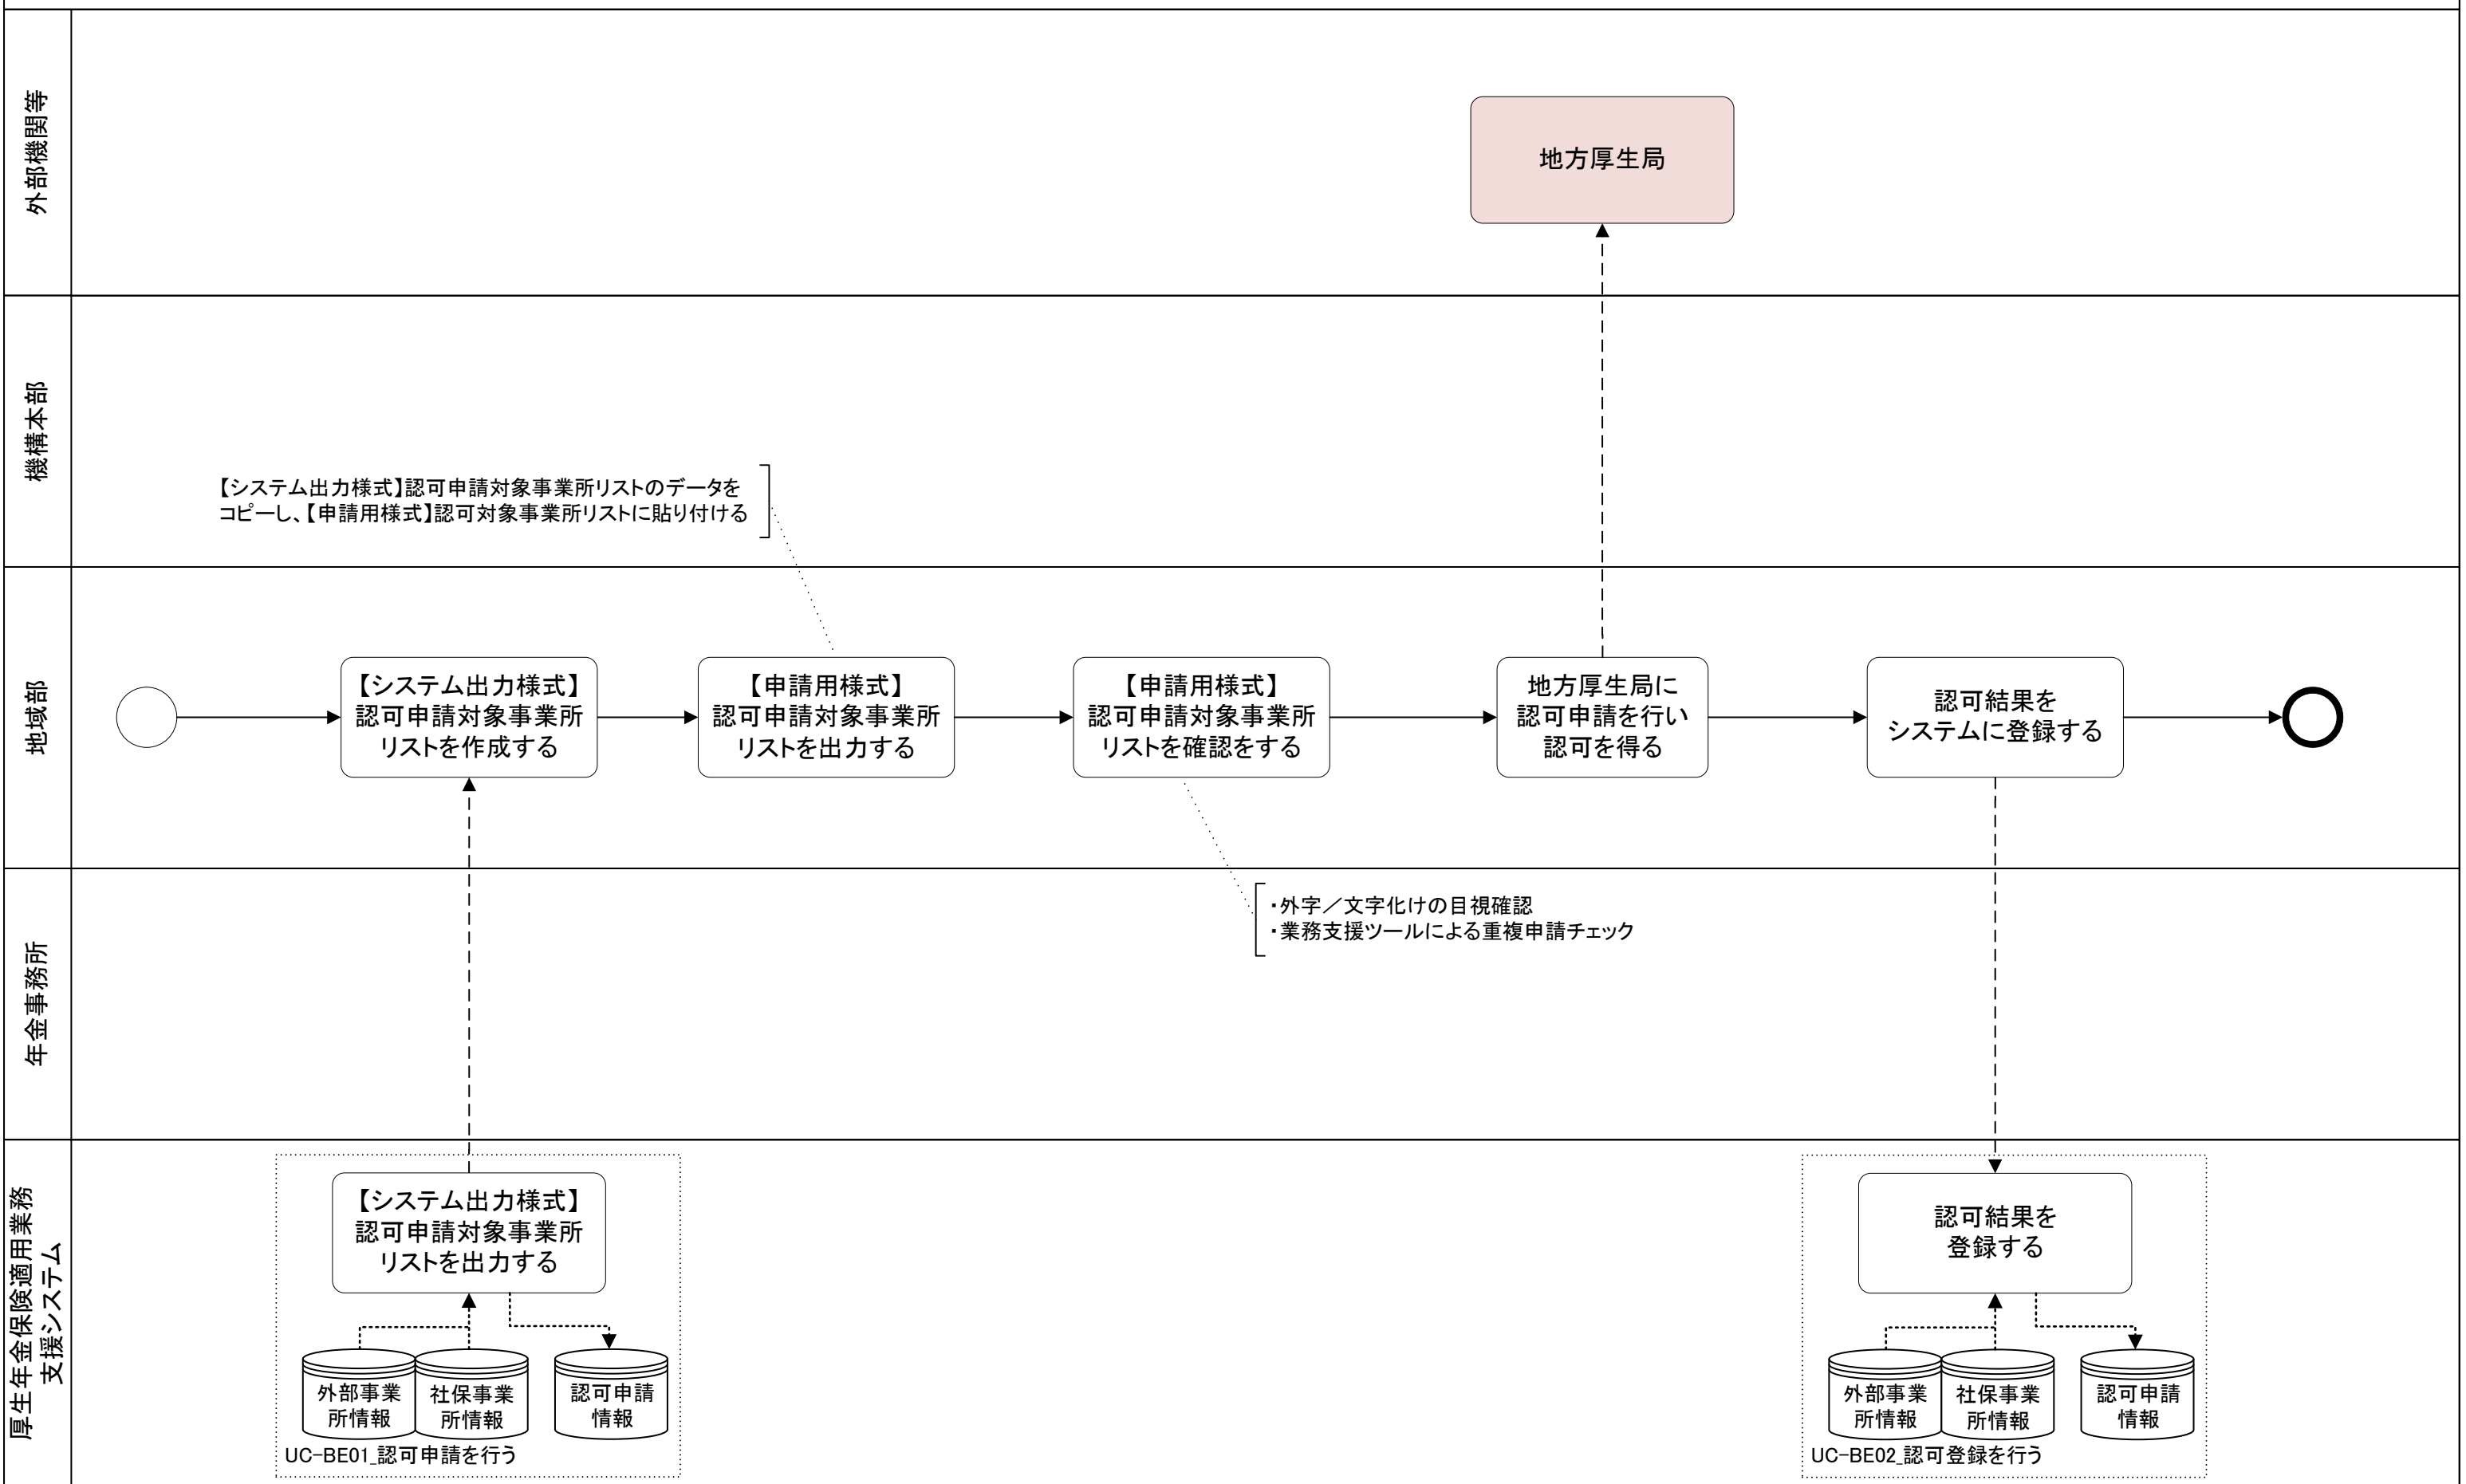 外部機関等
地方厚生局
機構本部
【システム出力様式】認可申請対象事業所リストのデータを
コピーし、【申請用様式】認可対象事業所リストに貼り付ける
地域部
【システム出力様式】
認可申請対象事業所
リストを作成する
【申請用様式】
認可申請対象事業所
リストを出力する
【申請用様式】
認可申請対象事業所
リストを確認をする
地方厚生局に
認可申請を行い
認可を得る
認可結果を
システムに登録する
年金事務所
・外字／文字化けの目視確認
・業務支援ツールによる重複申請チェック
厚生年金保険適用業務
支援システム
【システム出力様式】
認可申請対象事業所
リストを出力する
外部事業
所情報
社保事業
所情報
認可申請
情報
UC-BE01_認可申請を行う
認可結果を
登録する
外部事業
所情報
社保事業
所情報
認可申請
情報
UC-BE02_認可登録を行う